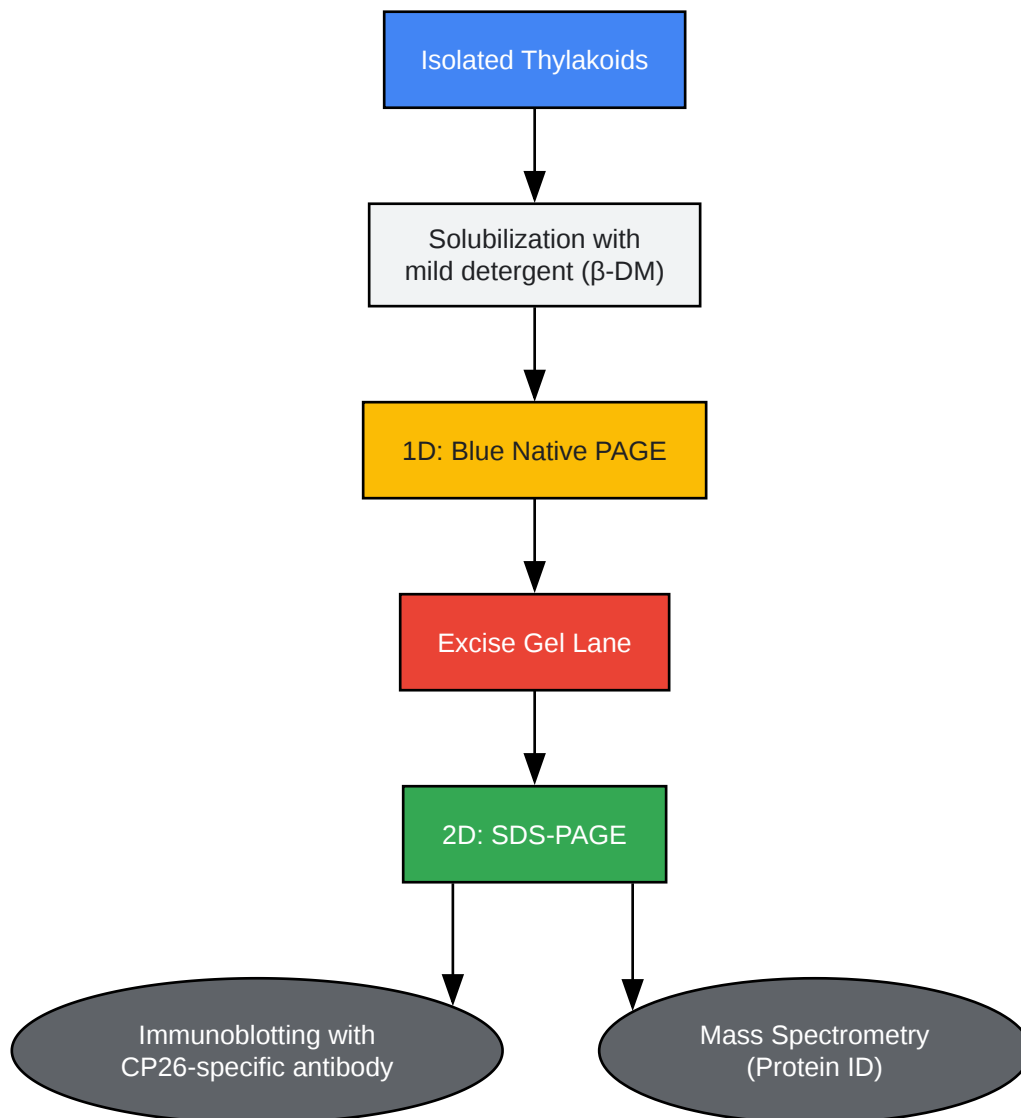 Isolated Thylakoids
Solubilization with
mild detergent (β-DM)
1D: Blue Native PAGE
Excise Gel Lane
2D: SDS-PAGE
Immunoblotting with
CP26-specific antibody
Mass Spectrometry
(Protein ID)